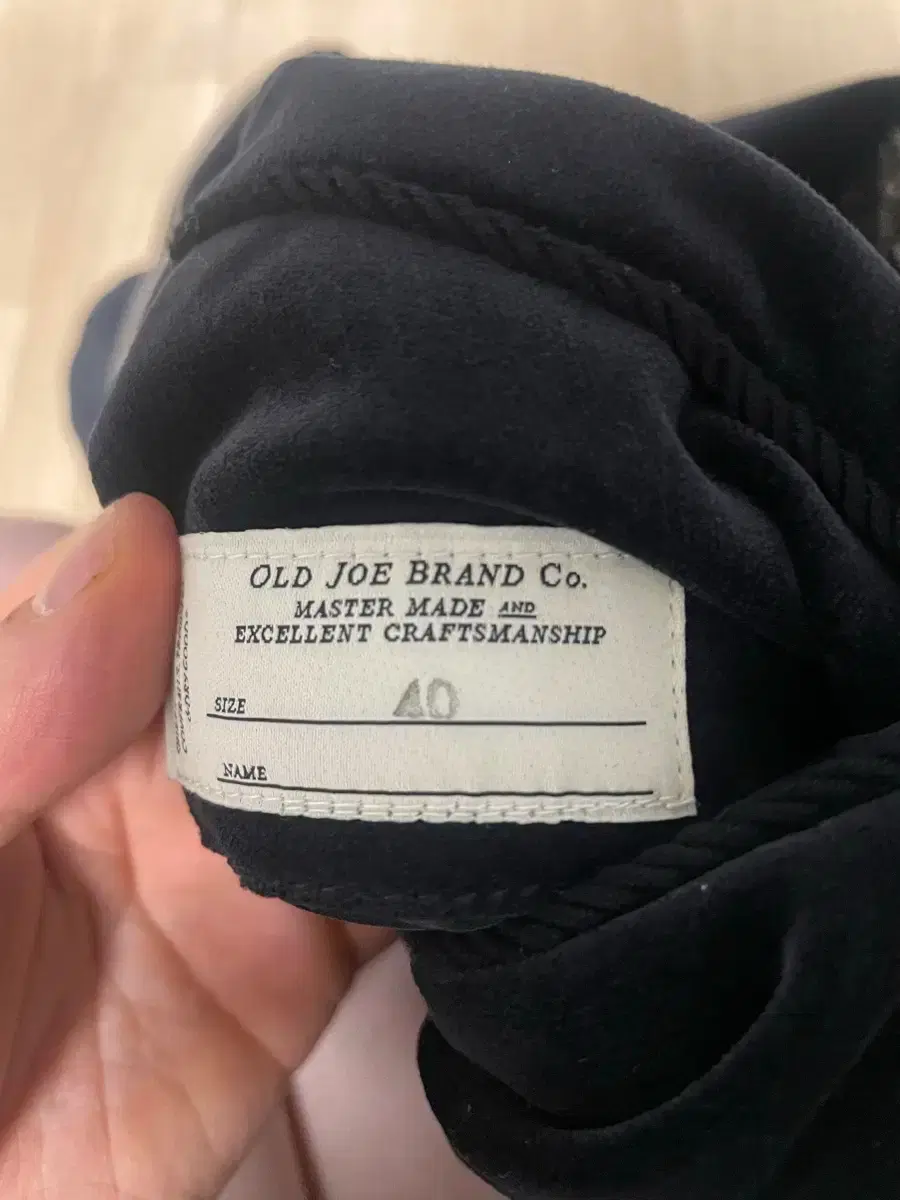 OLD JOE BRAND CO.
MASTER MADE AND
EXCELLENT CRAFTSMANSHIP
SIZE 40
NAME